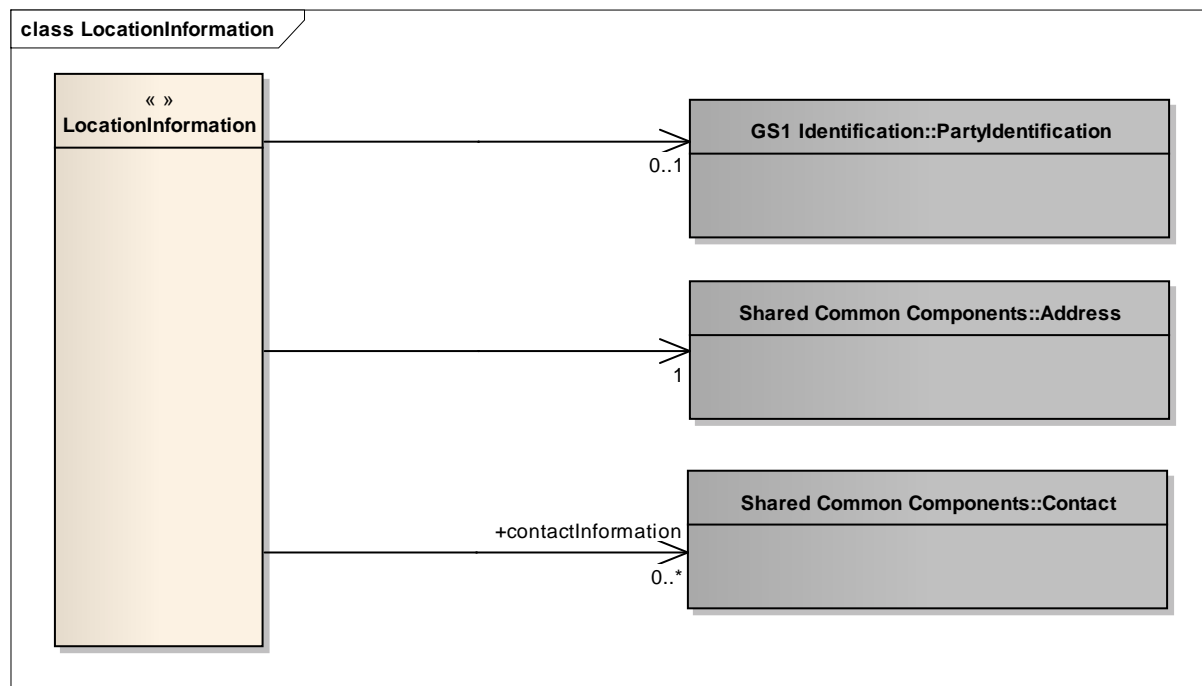 class LocationInformation
« »
LocationInformation
GS1 Identification::PartyIdentification
0..1
Shared Common Components::Address
1
Shared Common Components::Contact
+contactInformation
0..*